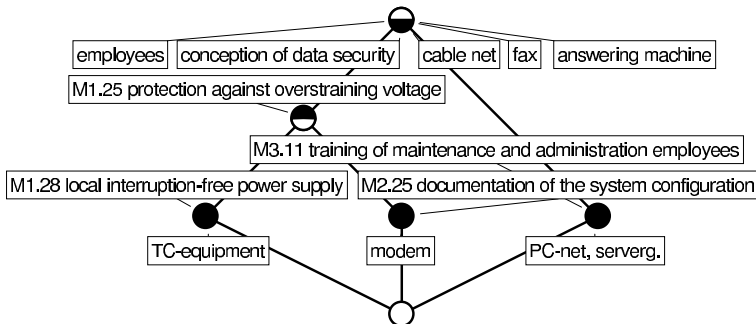 employees
conception of data security
cable net
fax
answering machine
M1.25 protection against overstraining voltage
M3.11 training of maintenance and administration employees
M1.28 local interruption-free power supply
M2.25 documentation of the system configuration
TC-equipment
modem
PC-net, serverg.